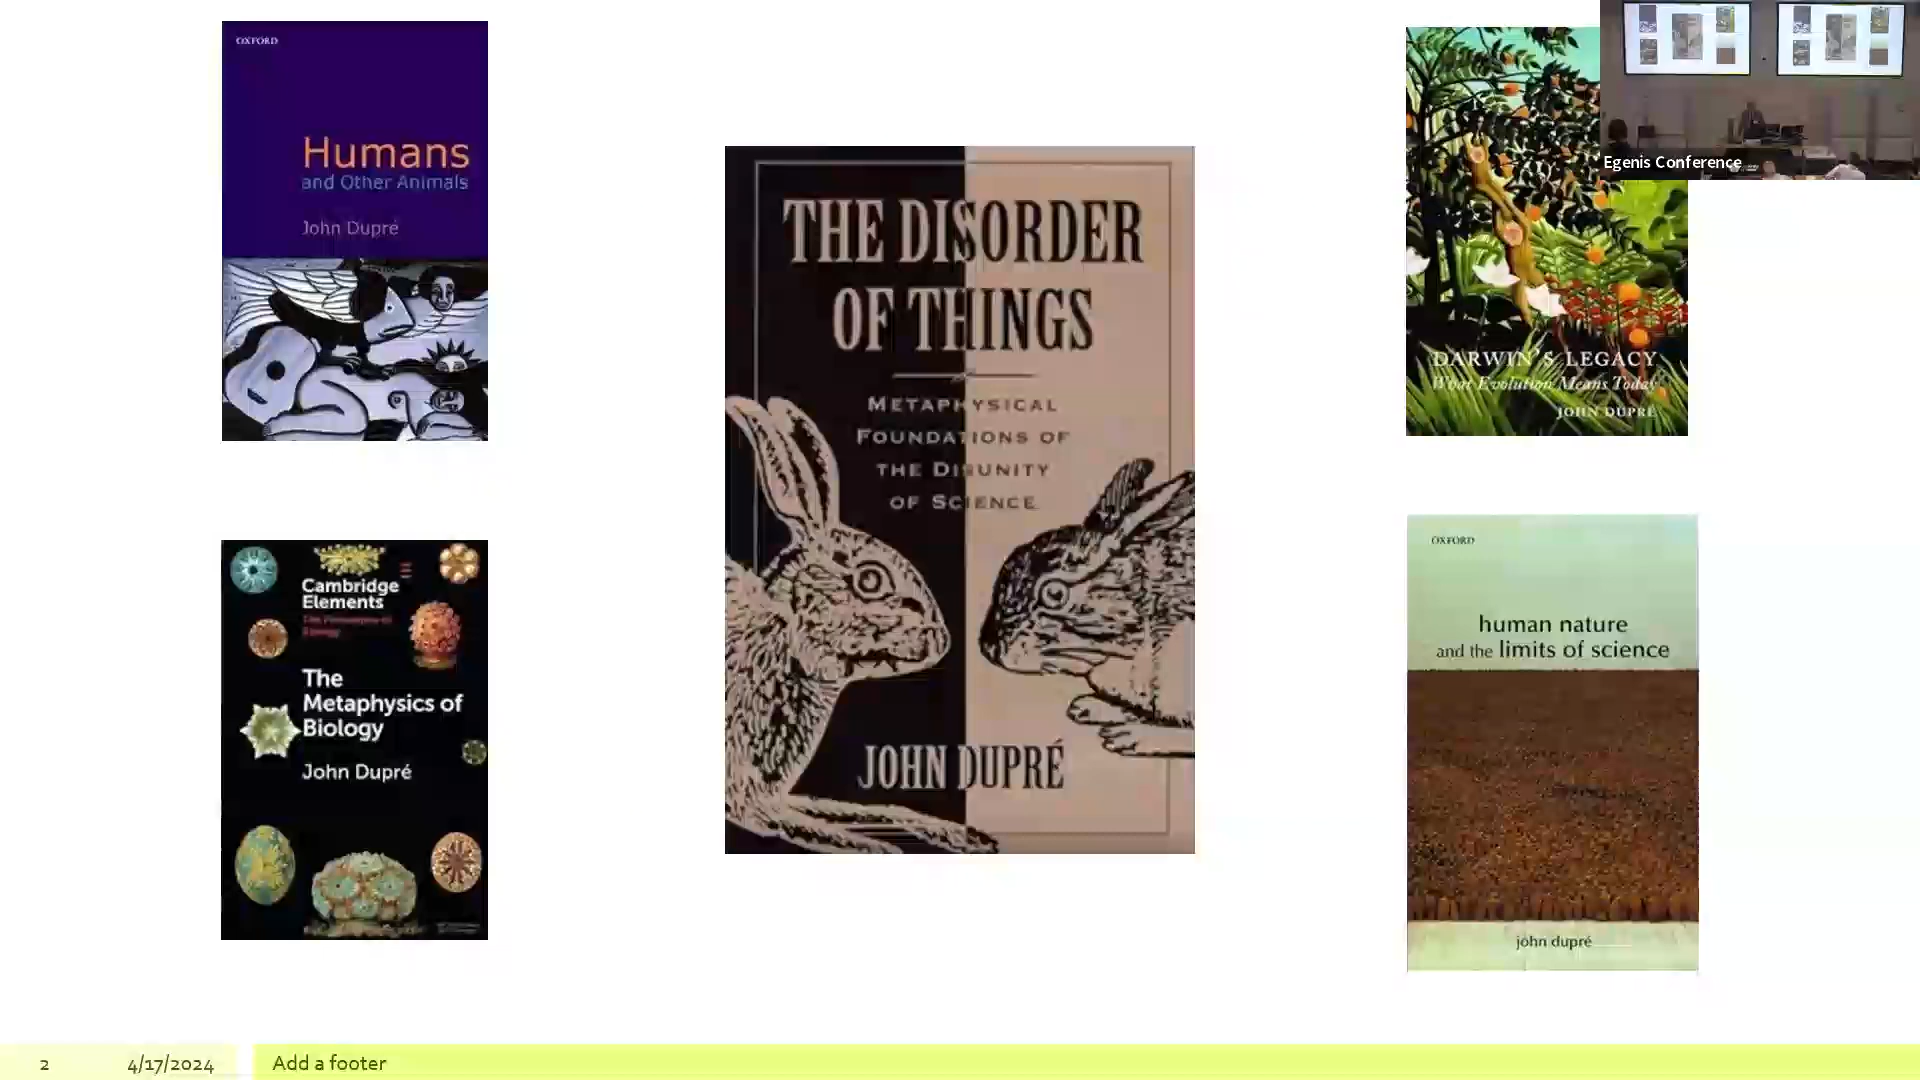 OXFORD
Humans
and Other Animals
John Dupré
Cambridge
Elements
The
Metaphysics of
Biology
John Dupré
THE DISORDER
OF THINGS
METAPHYSICAL
FOUNDATIONS OF
THE DISUNITY
OF SCIENCE
JOHN DUPRÉ
DARWIN'S LEGACY
What Evolution Means Today
JOHN DUPRÉ
Egenis Conference
OXFORD
human nature
and the limits of science
john dupré
2
4/17/2024
Add a footer